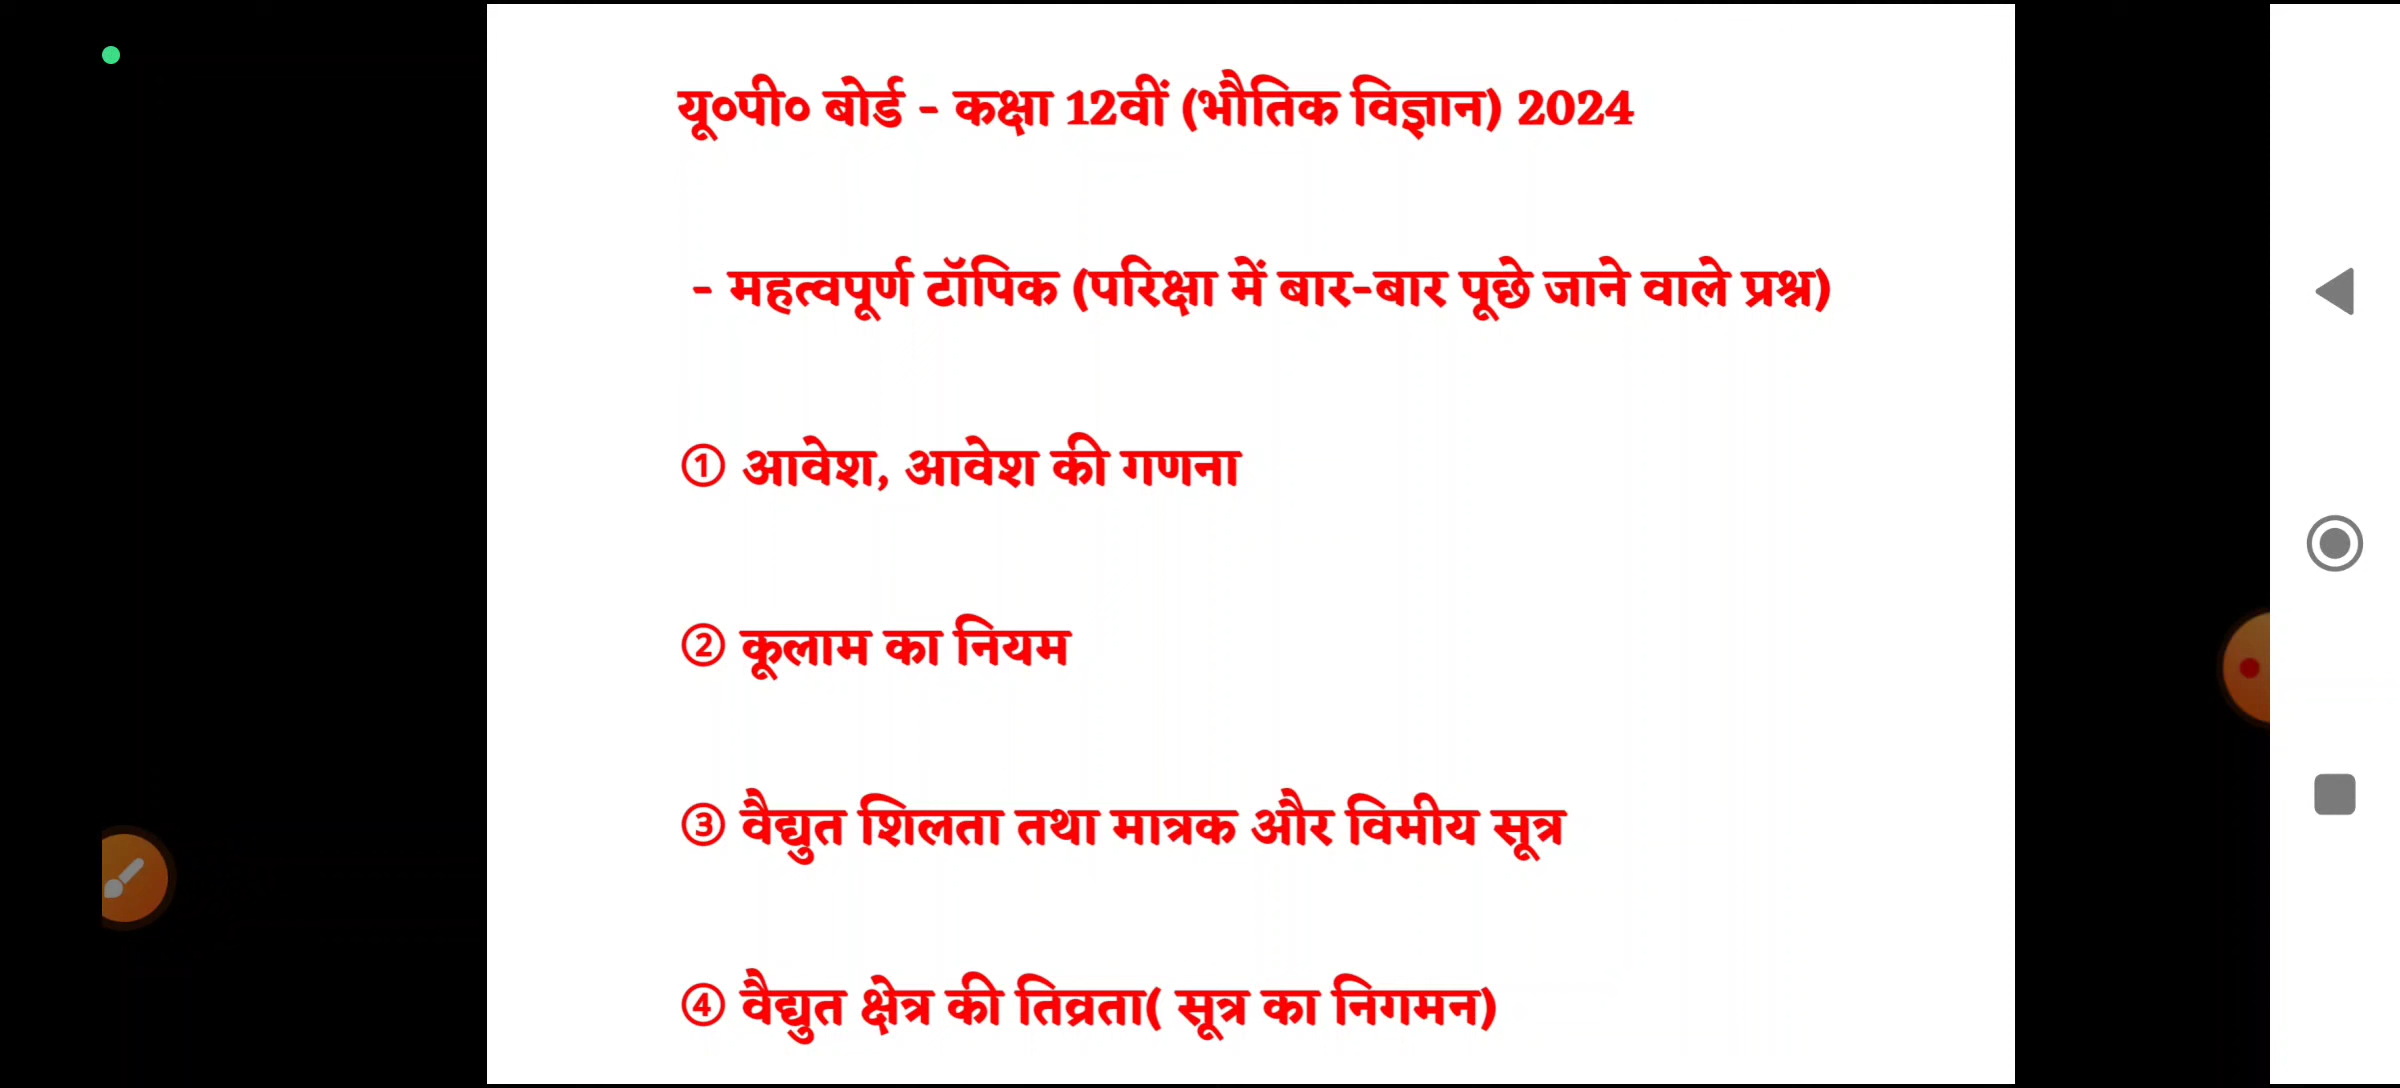 यू०पी० बोर्ड - कक्षा 12वीं (भौतिक विज्ञान) 2024
- महत्वपूर्ण टॉपिक (परिक्षा में बार-बार पूछे जाने वाले प्रश्न)
① आवेश, आवेश की गणना
② कूलाम का नियम
③ वैद्युत शिलता तथा मात्रक और विमीय सूत्र
④ वैद्युत क्षेत्र की तिव्रता( सूत्र का निगमन)